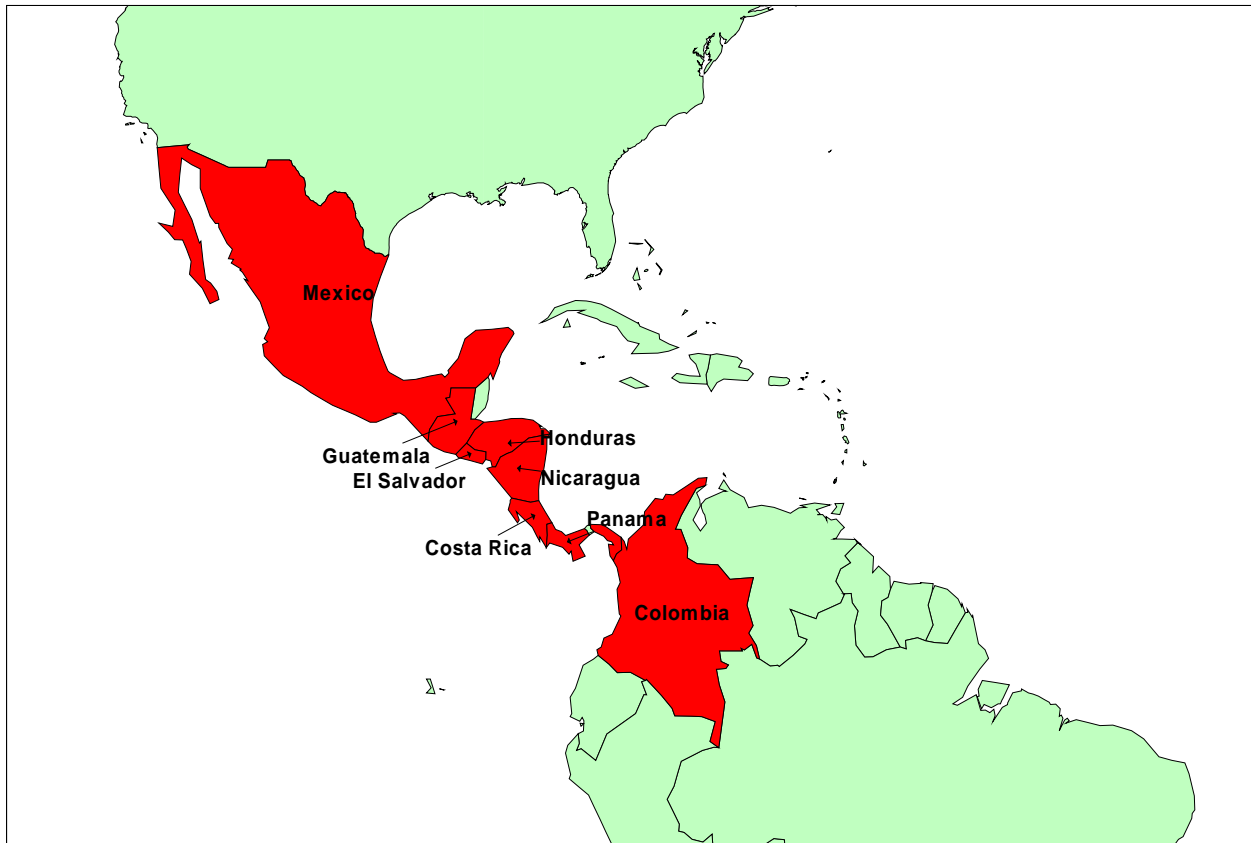 Mexico
Honduras
Guatemala
El Salvador
Nicaragua
Panama
Costa Rica
Colombia